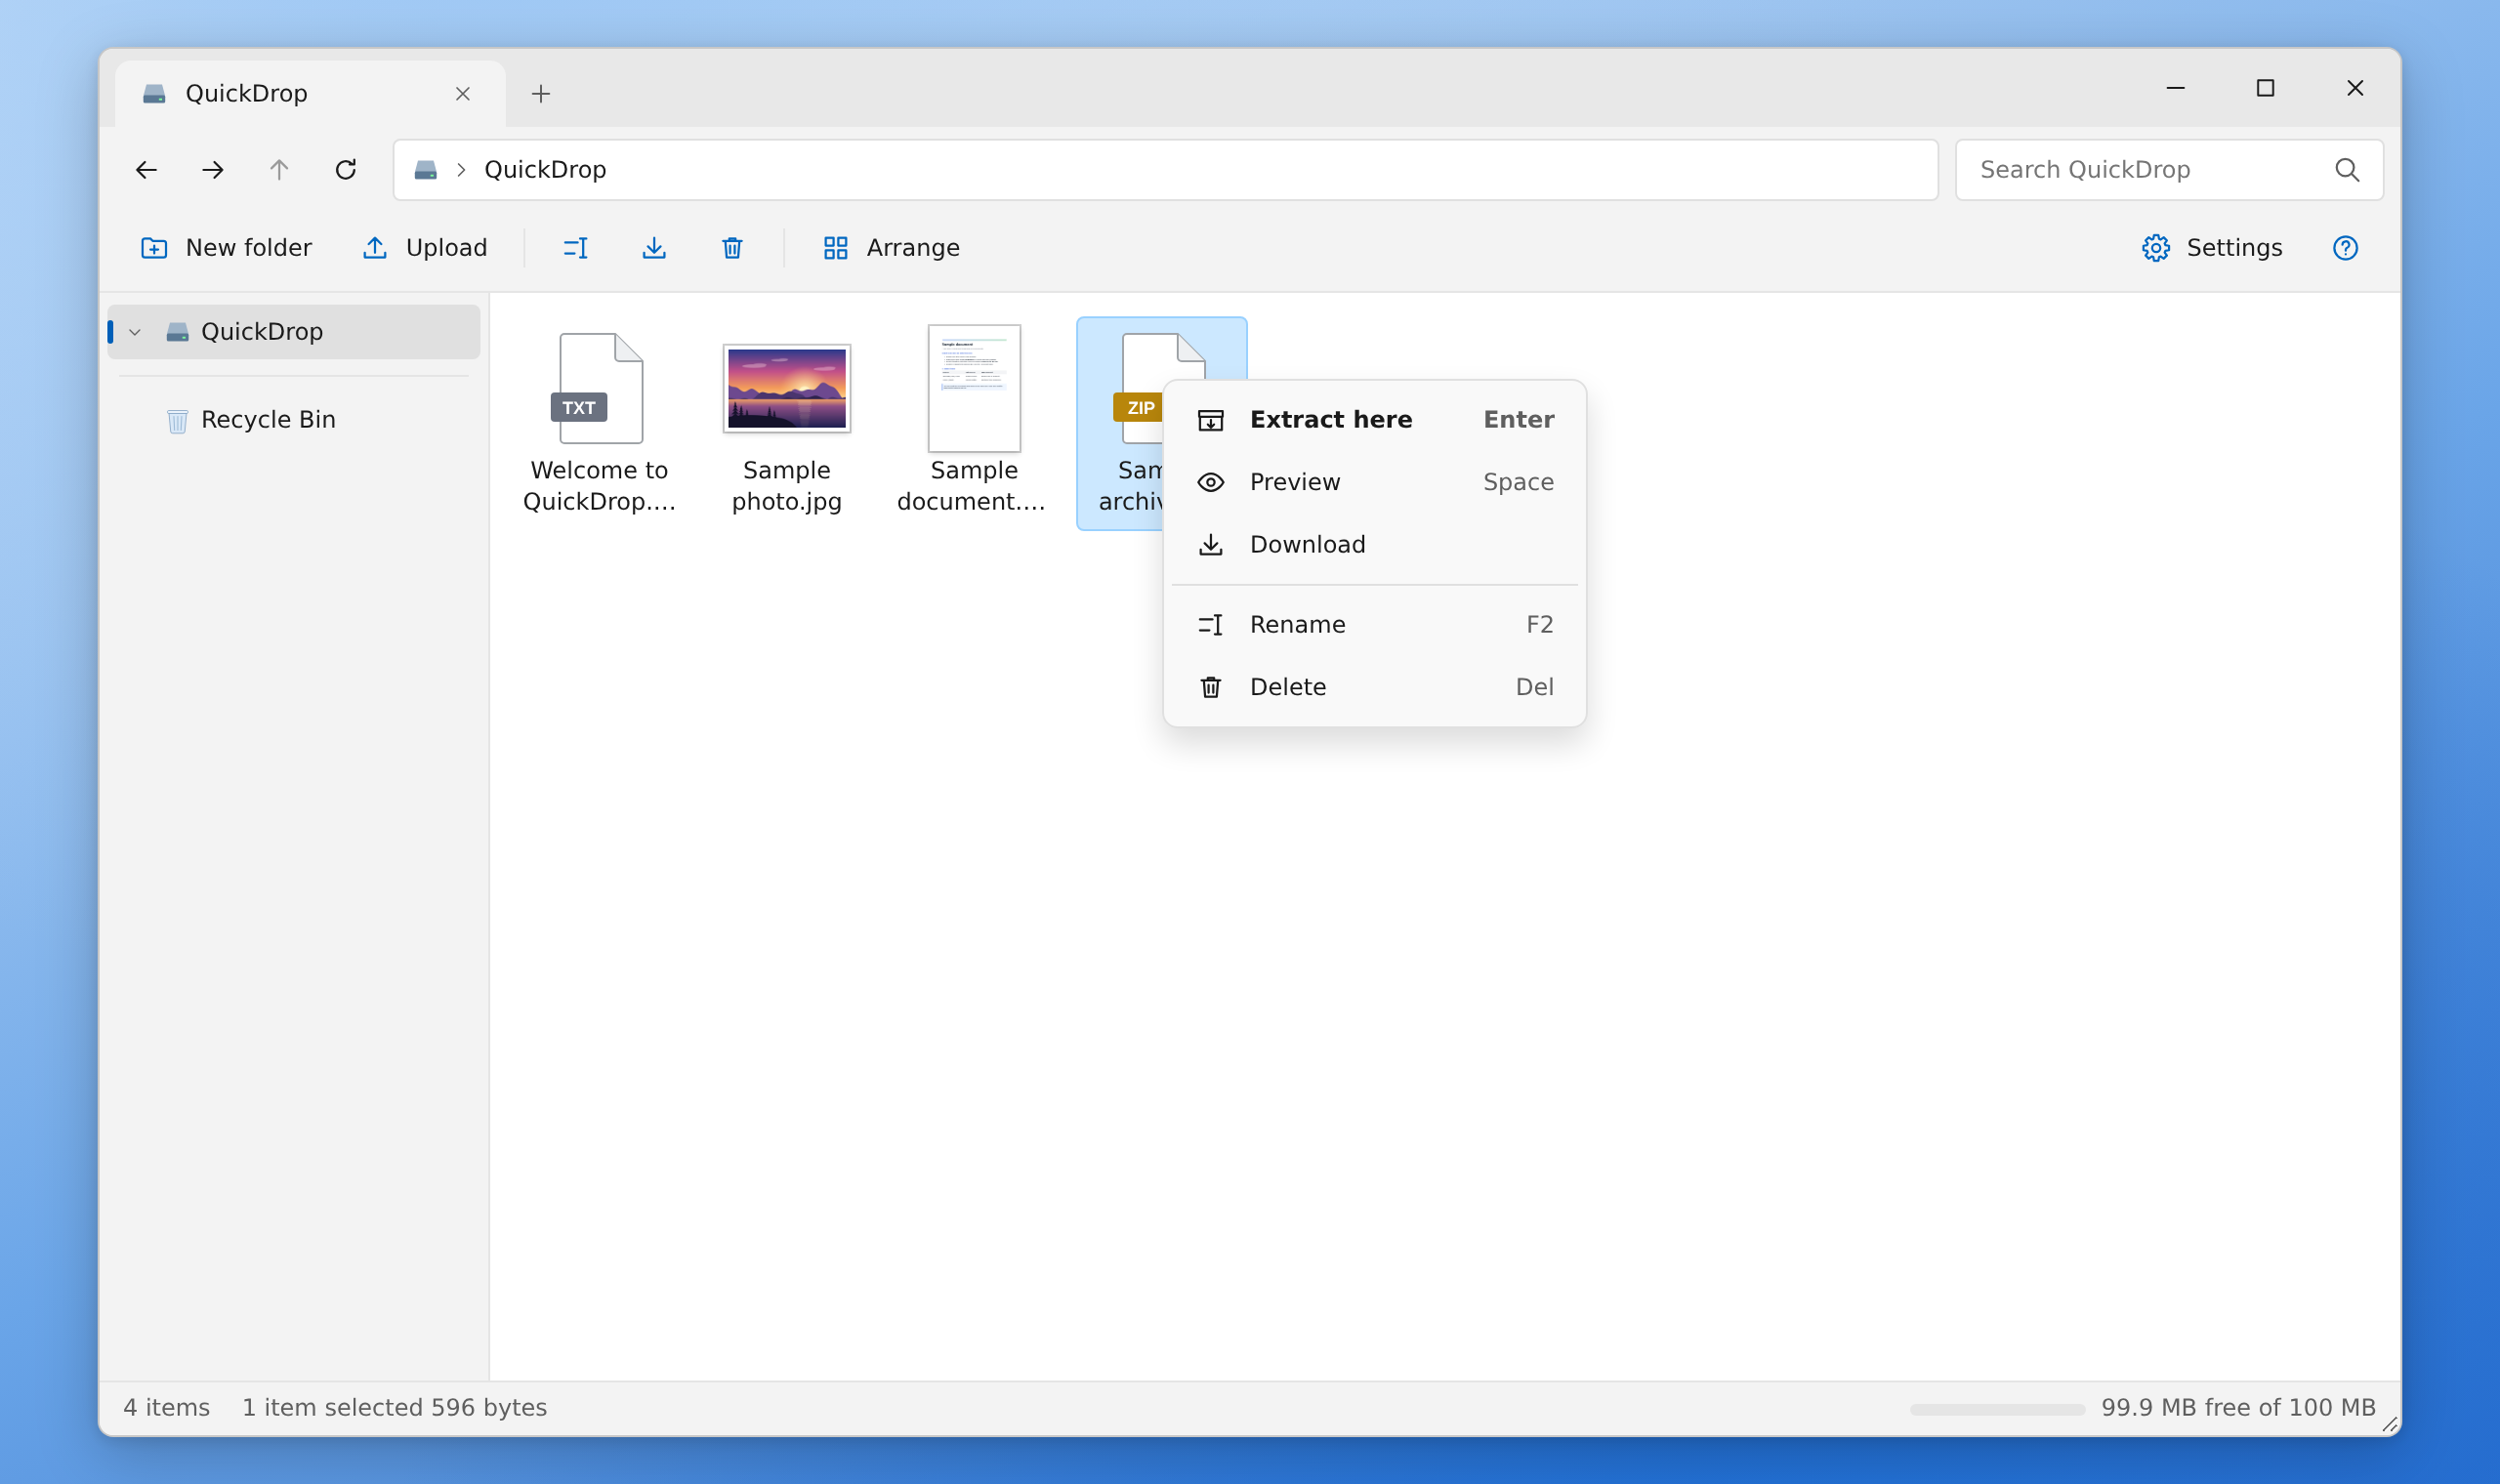 QuickDrop
QuickDrop
Search QuickDrop
New folder
Upload
Arrange
Settings
QuickDrop
Recycle Bin
TXT
Welcome to
QuickDrop....
Sample
photo.jpg
Sample document
Sample
document....
ZIP
Extract here Enter
Preview Space
Download
Rename F2
Delete Del
4 items 1 item selected 596 bytes
99.9 MB free of 100 MB